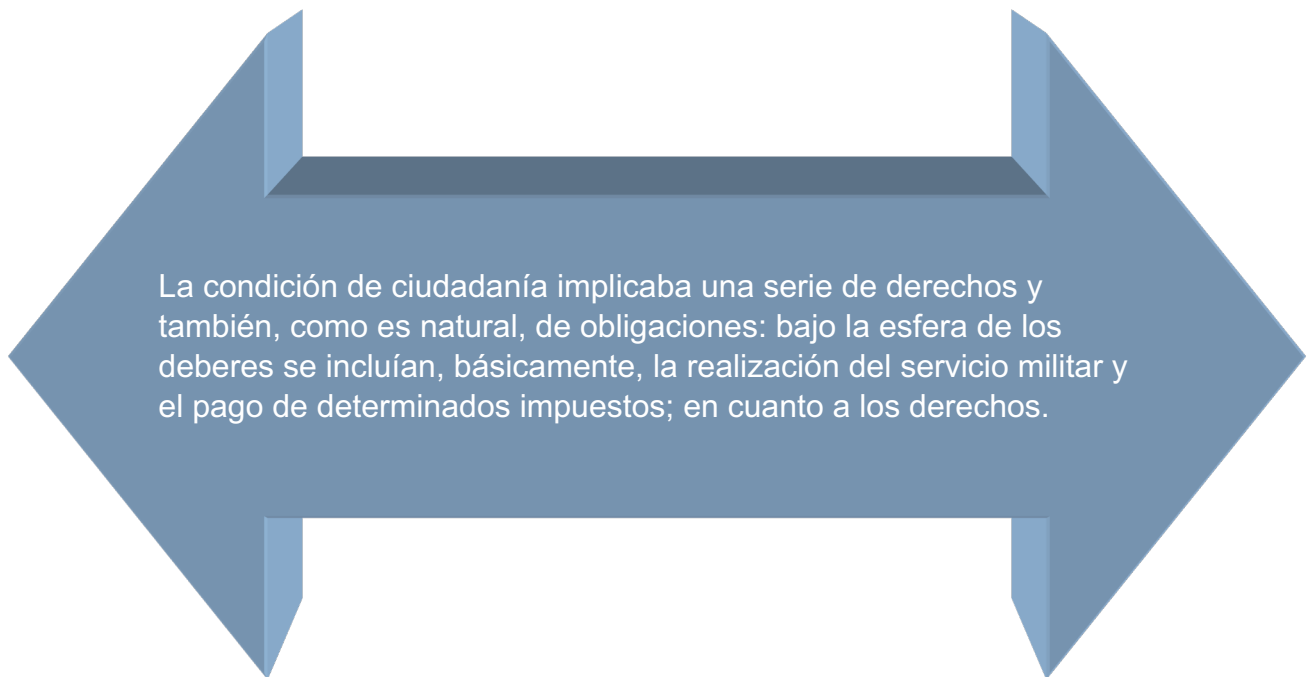 La condición de ciudadanía implicaba una serie de derechos y
también, como es natural, de obligaciones: bajo la esfera de los
deberes se incluían, básicamente, la realización del servicio militar y
el pago de determinados impuestos; en cuanto a los derechos.